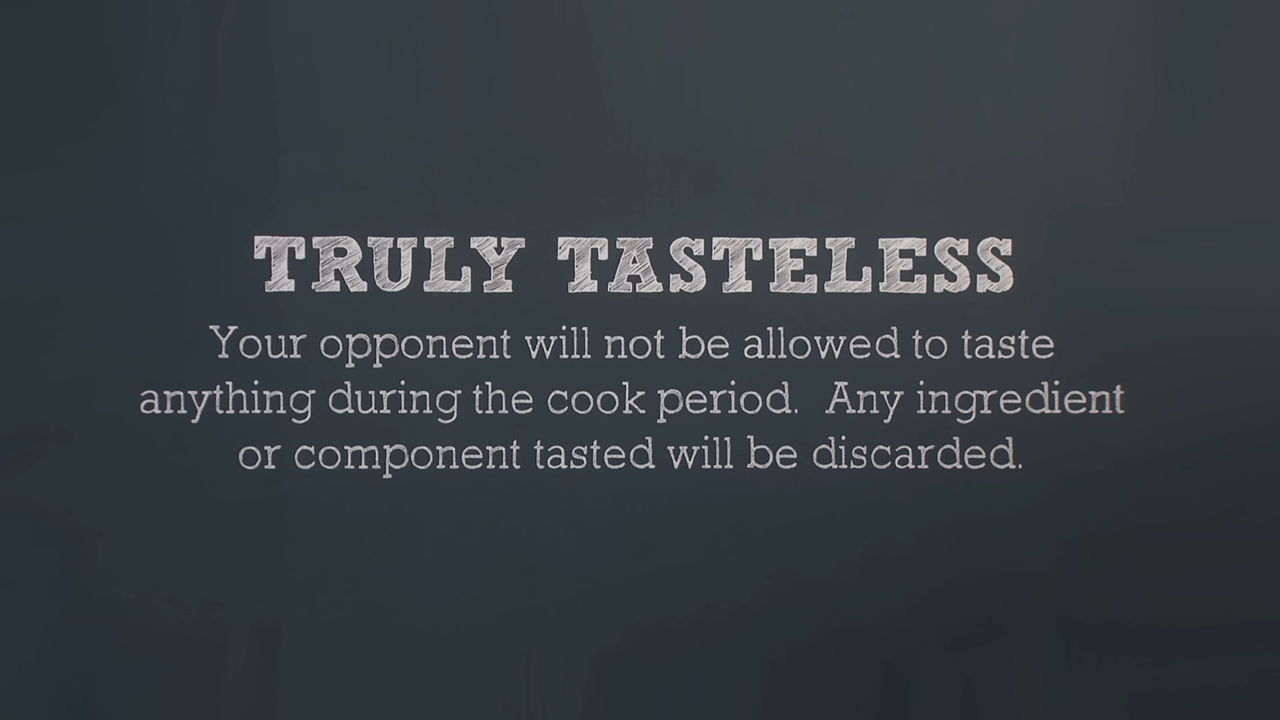 TRULY TASTELESS
Your opponent will not be allowed to taste
anything during the cook period.  Any ingredient
or component tasted will be discarded.